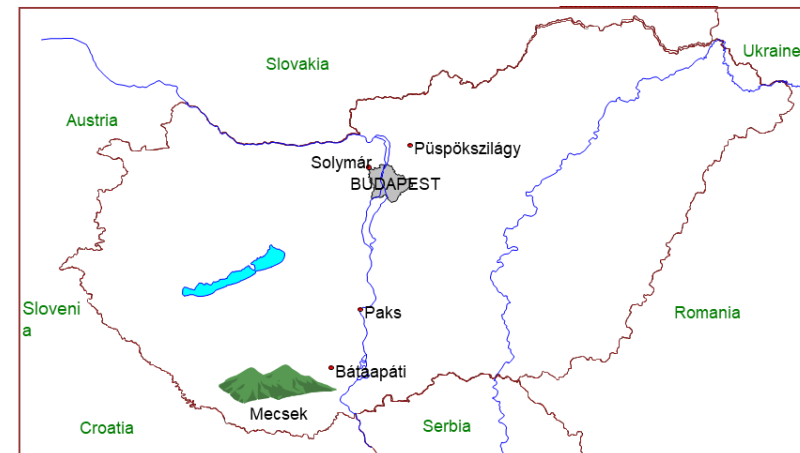 Ukraine
Slovakia
Austria
Püspökszilágy
Solymár
BUDAPEST
Sloveni
a
Paks
Romania
Bátaapáti
Mecsek
Croatia
Serbia